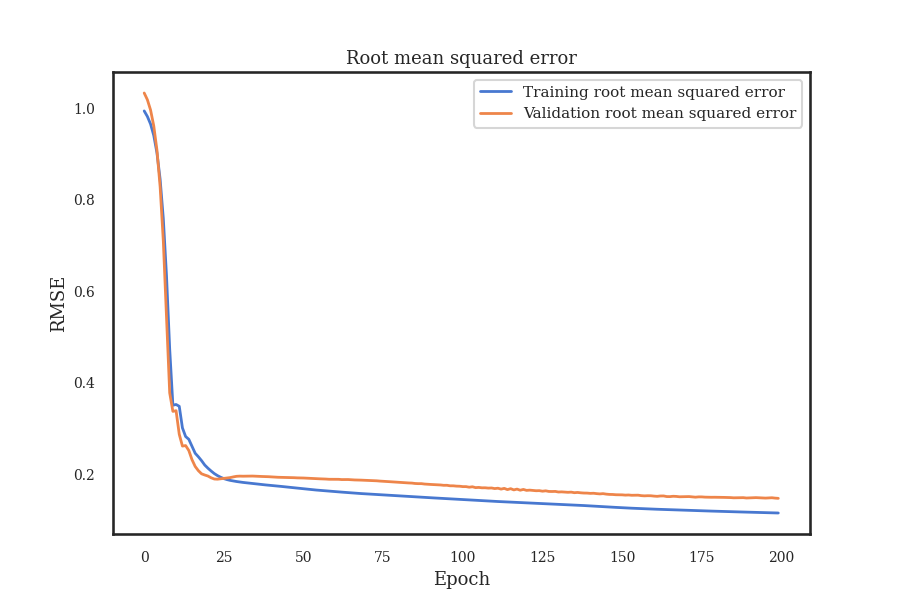 Root mean squared error
Training root mean squared error
Validation root mean squared error
1.0
0.8
0.6
0.4
0.2
RMSE
0 25 50 75 100 125 150 175 200
Epoch